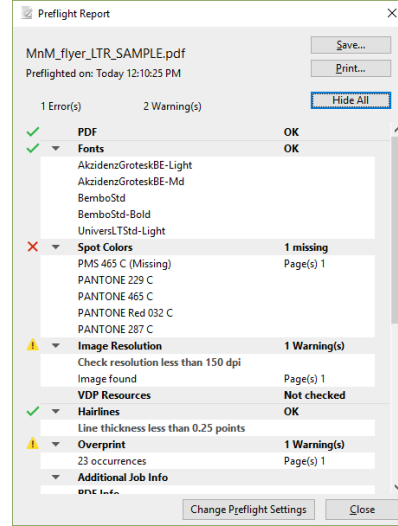 Preflight Report
MnM_flyer_LTR_SAMPLE.pdf
Save...
Preflighted on: Today 12:10:25 PM
Print...
1 Error(s) 2 Warning(s)
Hide All
PDF OK
Fonts OK
AkzidenzGroteskBE-Light
AkzidenzGroteskBE-Md
BemboStd
BemboStd-Bold
UniversLTStd-Light
Spot Colors 1 missing
PMS 465 C (Missing) Page(s) 1
PANTONE 229 C
PANTONE 465 C
PANTONE Red 032 C
PANTONE 287 C
Image Resolution 1 Warning(s)
Check resolution less than 150 dpi
Image found Page(s) 1
VDP Resources Not checked
Hairlines OK
Line thickness less than 0.25 points
Overprint 1 Warning(s)
23 occurrences Page(s) 1
Additional Job Info
PDF Info
Change Preflight Settings Close